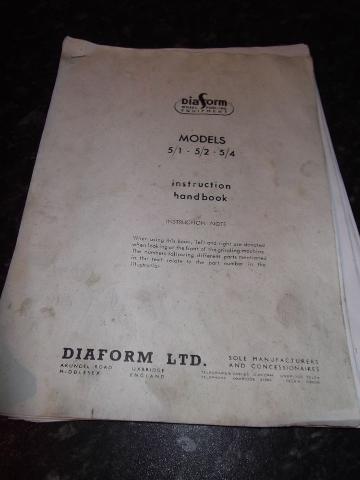 Diaform
WHEEL FORMING
EQUIPMENT
MODELS
5/1 - 5/2 - 5/4
instruction
handbook
INSTRUCTION NOTE
When using this book, left and right are denoted
when looking at the front of the grinding machine.
The numbers following different parts mentioned
in the text relate to the part number in the
illustration.
DIAFORM LTD.
SOLE MANUFACTURERS
AND CONCESSIONAIRES
ARUNDEL ROAD UXBRIDGE
MIDDLESEX ENGLAND